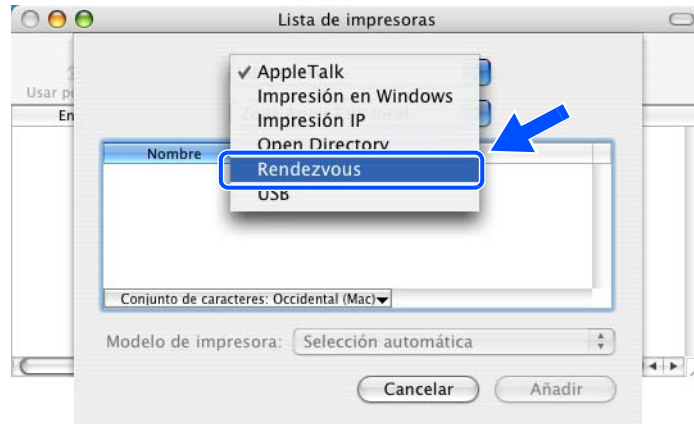 Lista de impresoras
Usar
En
✓ AppleTalk
Impresión en Windows
Impresión IP
Open Directory
Rendezvous
USB
Nombre
Conjunto de caracteres: Occidental (Mac)
Modelo de impresora: Selección automática
Cancelar Añadir